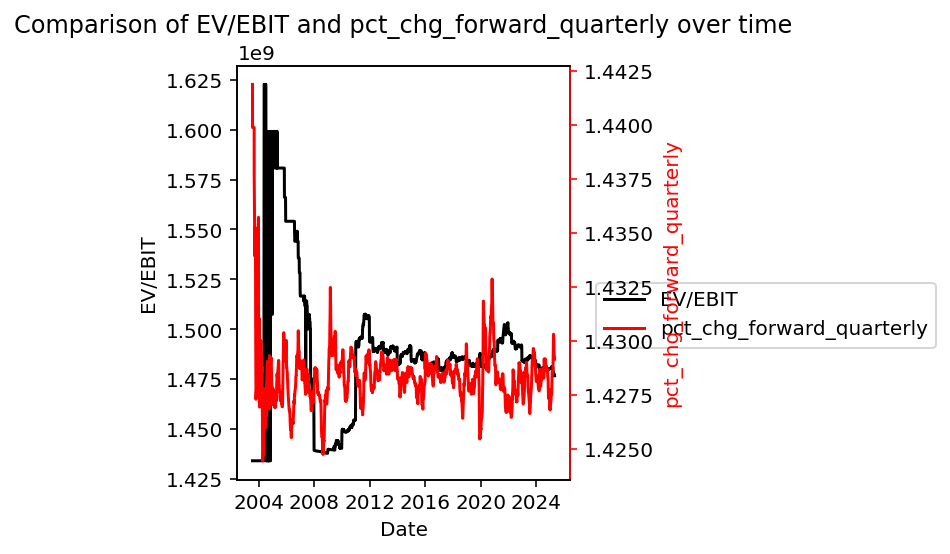 Comparison of EV/EBIT and pct_chg_forward_quarterly over time
1e9
1.625
1.600
1.575
1.550
1.525
1.500
1.475
1.450
1.425
EV/EBIT
1.4425
1.4400
1.4375
1.4350
1.4325
1.4300
1.4275
1.4250
pct_chg_forward_quarterly
EV/EBIT
pct_chg_forward_quarterly
2004 2008 2012 2016 2020 2024
Date